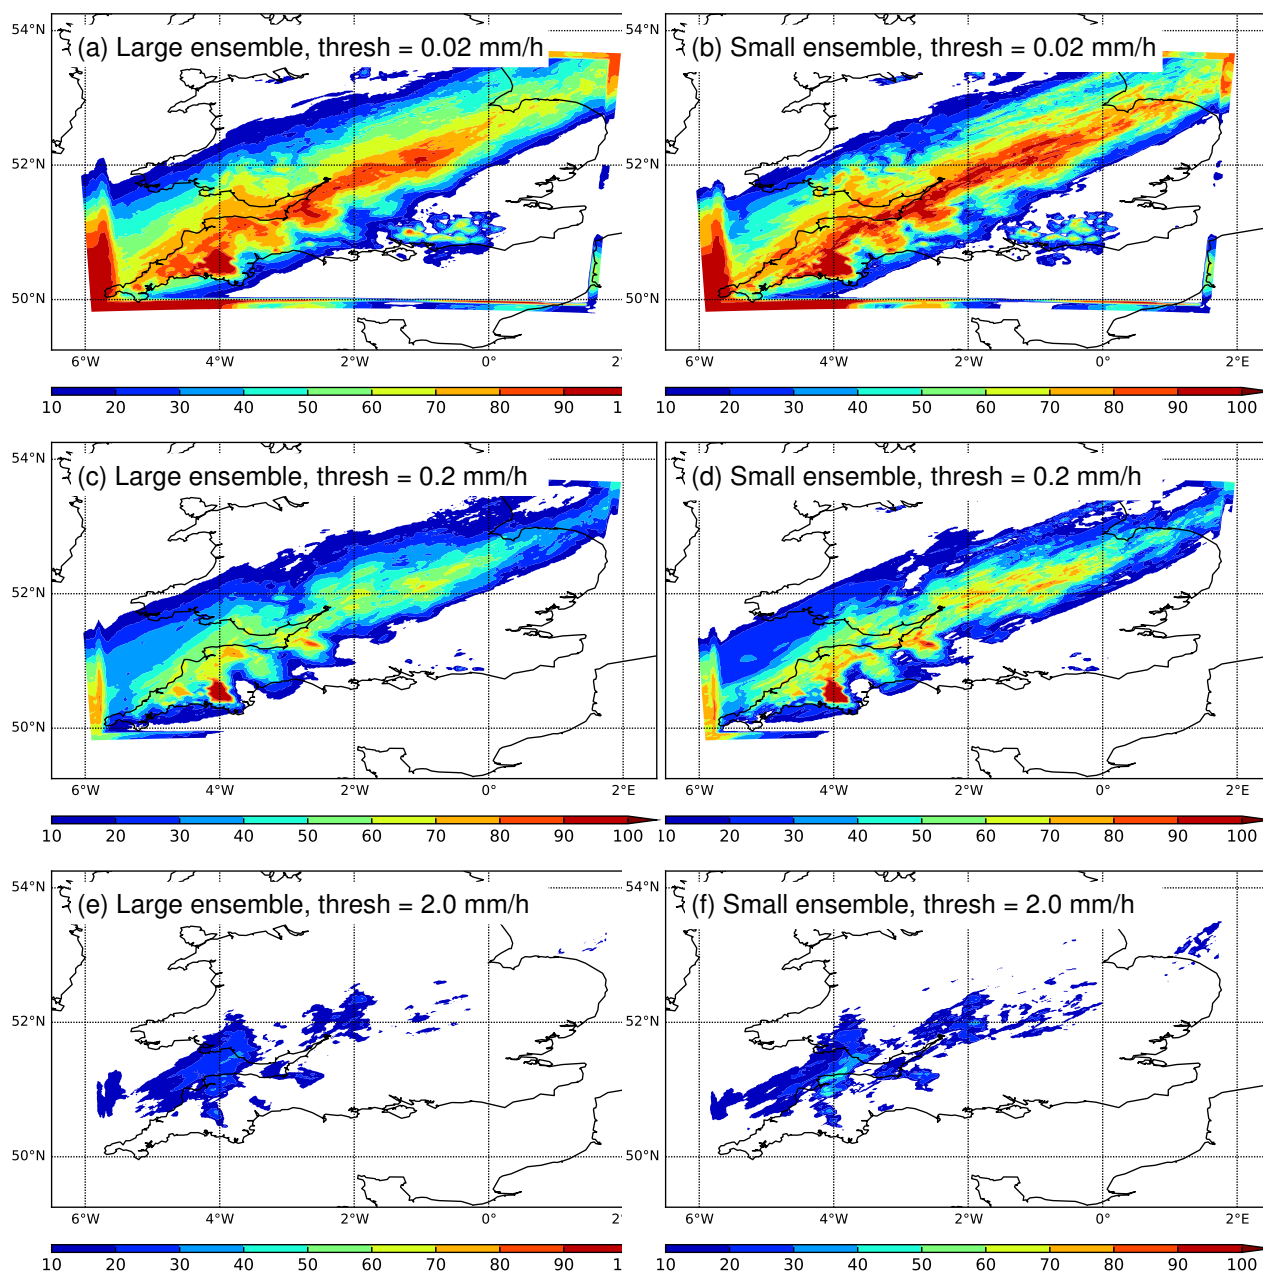 (a) Large ensemble, thresh = 0.02 mm/h
(b) Small ensemble, thresh = 0.02 mm/h
54°N
54°N
52°N
52°N
50°N
50°N
6°W 4°W 2°W 0° 2°
6°W 4°W 2°W 0° 2°E
10 20 30 40 50 60 70 80 90 1
10 20 30 40 50 60 70 80 90 100
(c) Large ensemble, thresh = 0.2 mm/h
(d) Small ensemble, thresh = 0.2 mm/h
54°N
54°N
52°N
52°N
50°N
50°N
6°W 4°W 2°W 0° 2°E
6°W 4°W 2°W 0° 2°E
10 20 30 40 50 60 70 80 90 100
10 20 30 40 50 60 70 80 90 100
(e) Large ensemble, thresh = 2.0 mm/h
(f) Small ensemble, thresh = 2.0 mm/h
54°N
54°N
52°N
52°N
50°N
50°N
6°W 4°W 2°W 0° 2°
6°W 4°W 2°W 0° 2°E
10 20 30 40 50 60 70 80 90 1
10 20 30 40 50 60 70 80 90 100